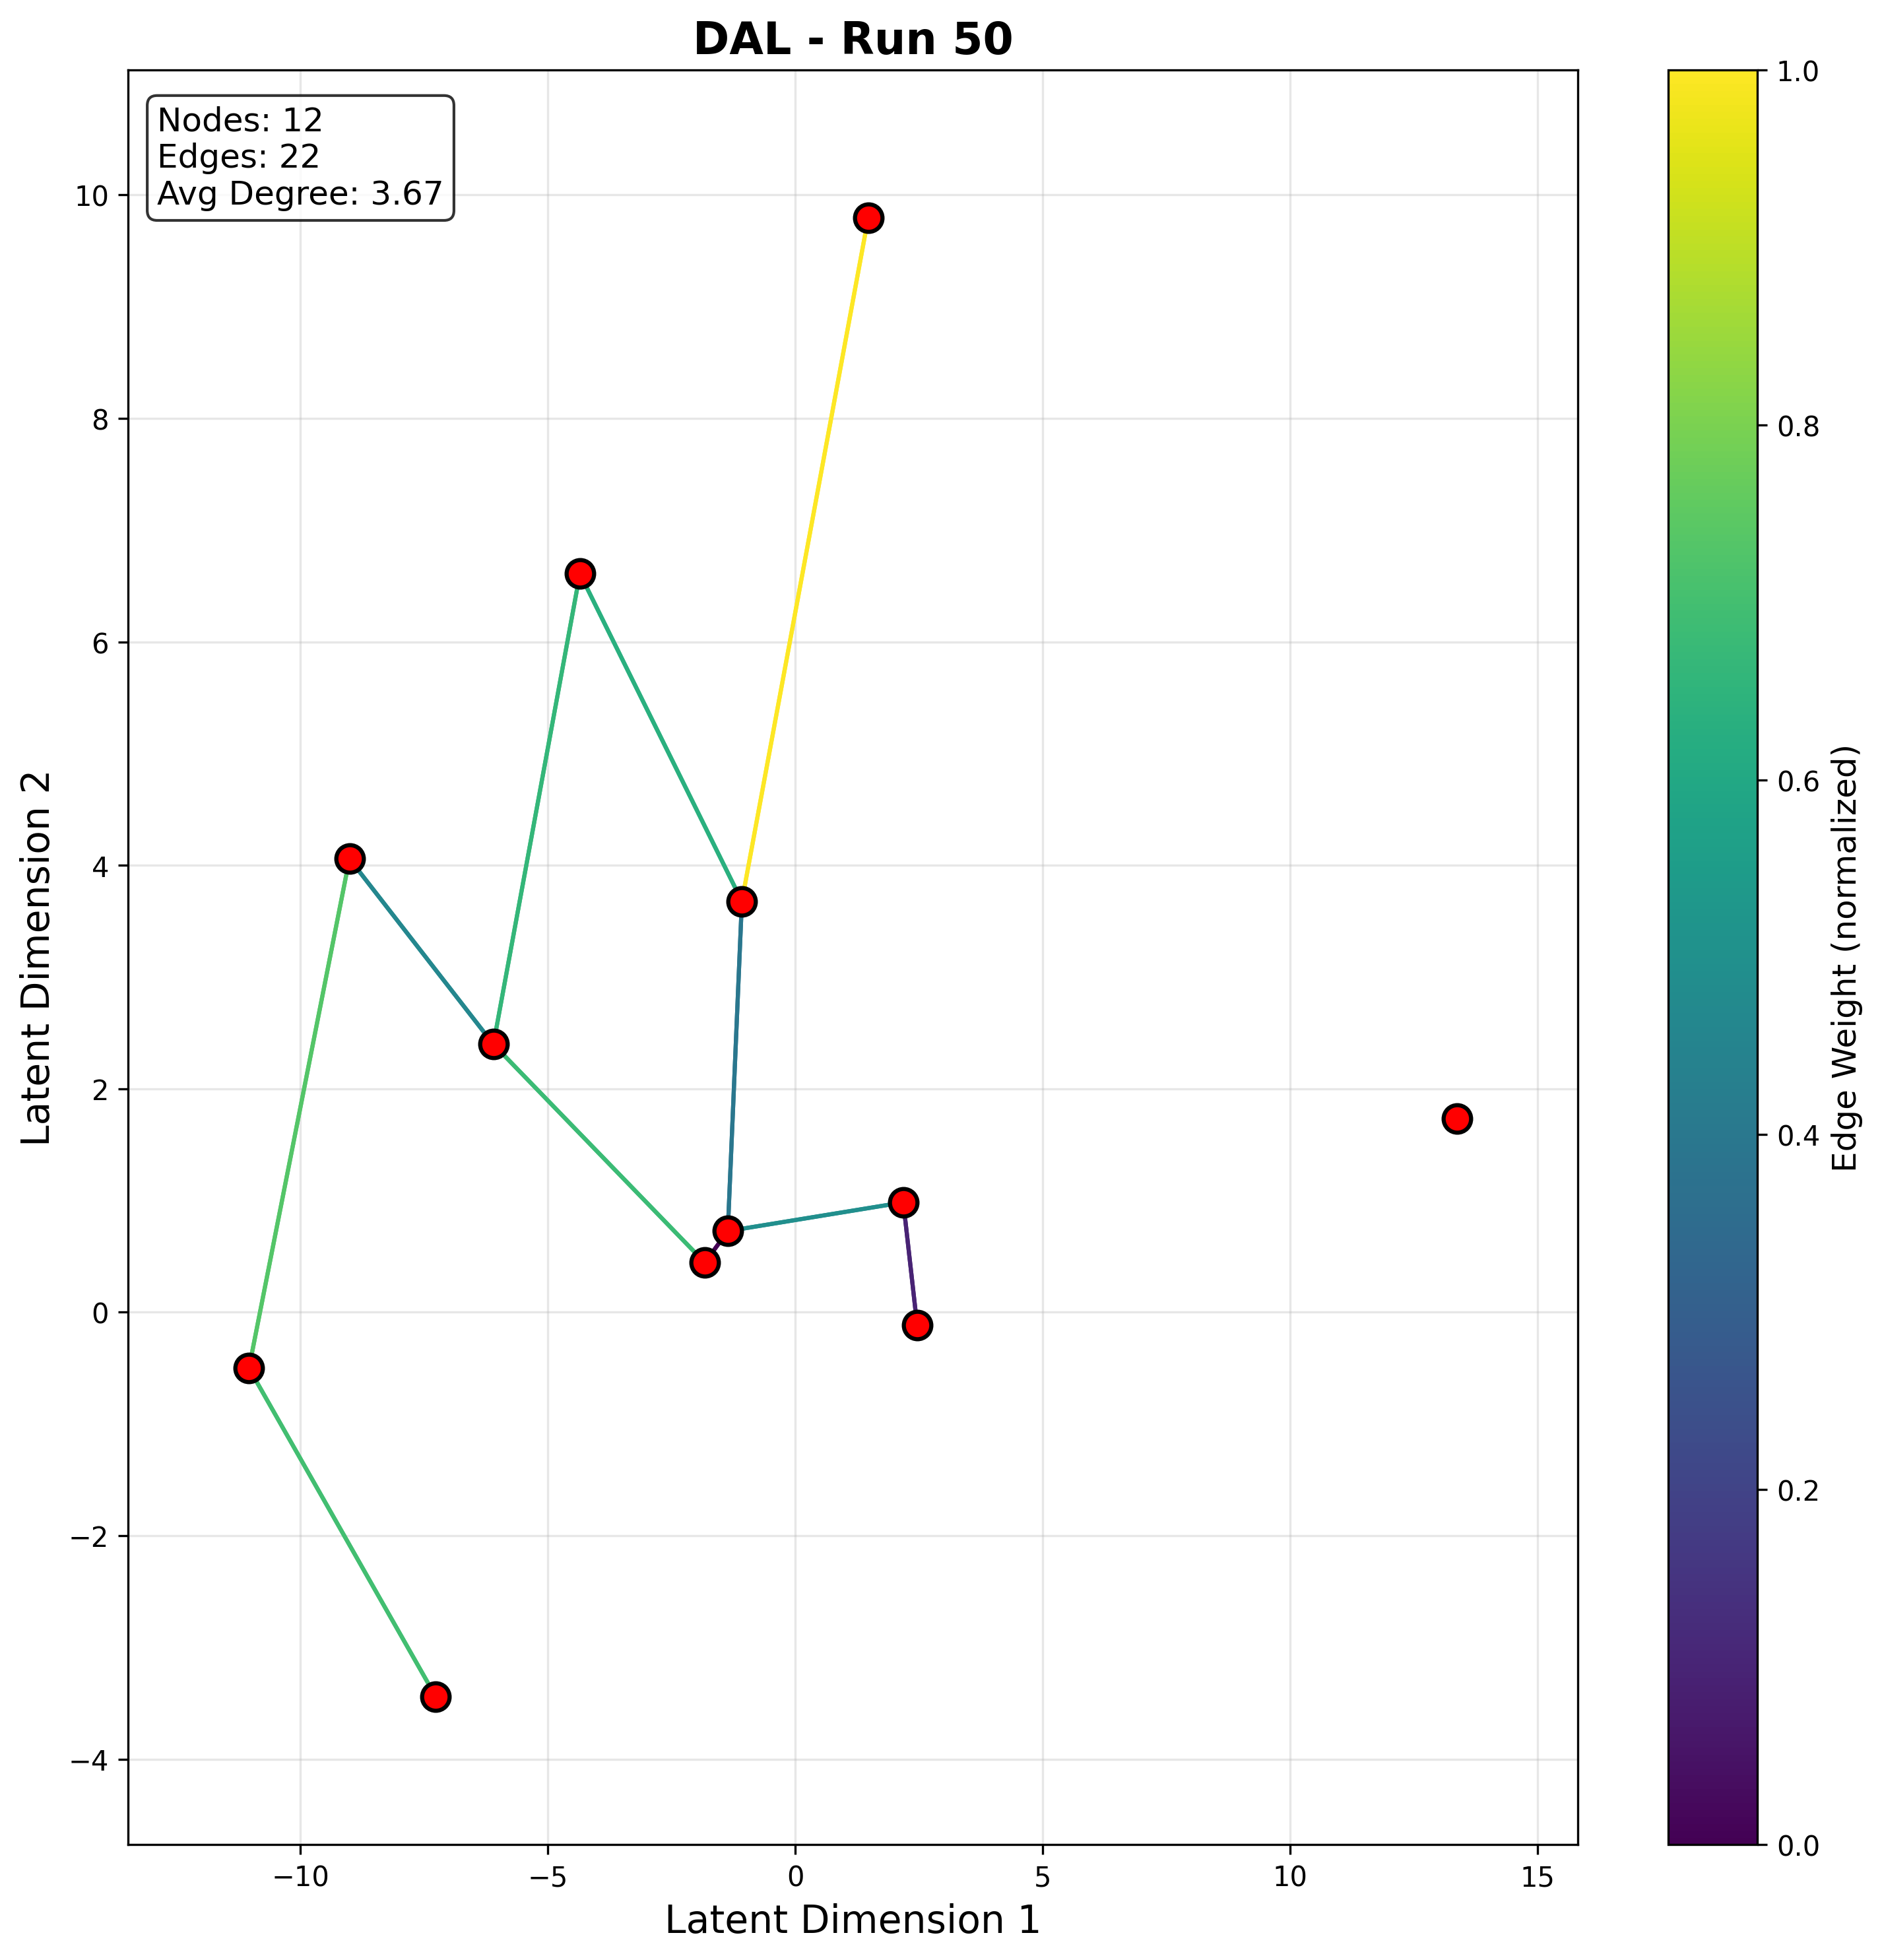 DAL - Run 50
Nodes: 12
Edges: 22
Avg Degree: 3.67
10
8
6
4
2
0
−2
−4
−10
−5
0
5
10
15
Latent Dimension 1
Latent Dimension 2
1.0
0.8
0.6
0.4
0.2
0.0
Edge Weight (normalized)